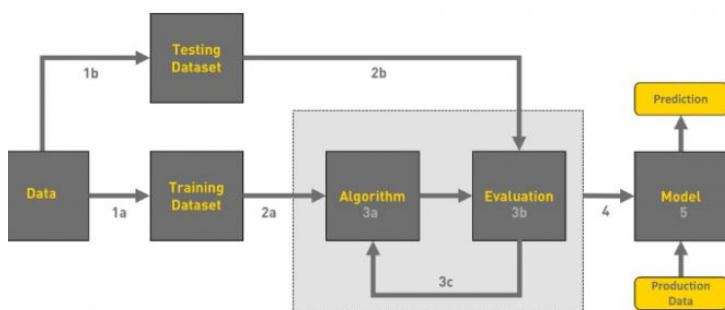 Testing
Dataset
1b
2b
Prediction
Data
1a
Training
Dataset
2a
Algorithm
3a
Evaluation
3b
4
Model
5
3c
Production
Data